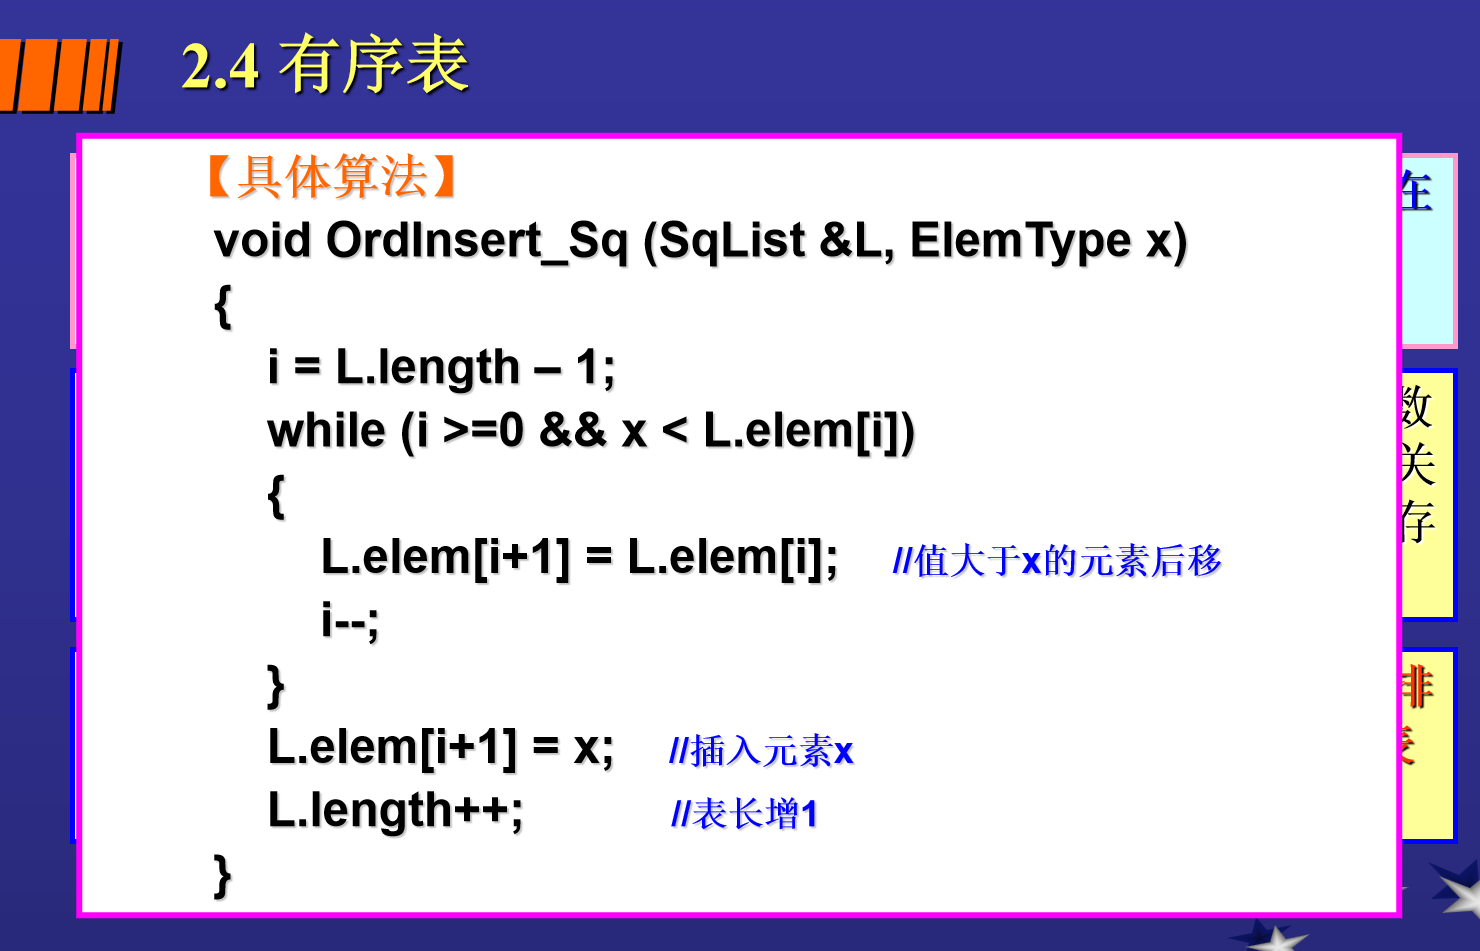 2.4 有序表
【具体算法】
void OrdInsert_Sq (SqList &L, ElemType x)
{
i = L.length – 1;
while (i >=0 && x < L.elem[i])
{
L.elem[i+1] = L.elem[i]; //值大于x的元素后移
i--;
}
L.elem[i+1] = x; //插入元素x
L.length++; //表长增1
}
在
数
关
存
排